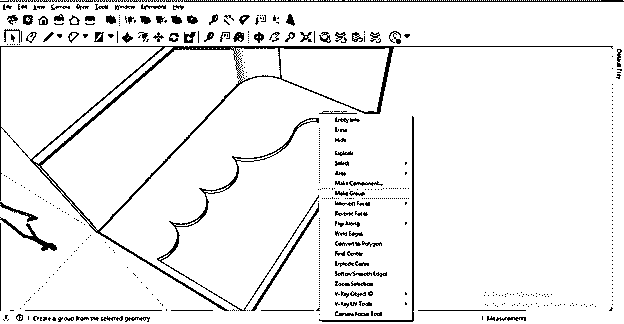 File Edit View Camera Draw Tools Window Extensions Help
Default Tray
Entity Info
Erase
Hide
Explode
Select
Area
Make Component...
Make Group
Intersect Faces
Reverse Faces
Flip Along
Weld Edges
Convert to Polygon
Find Center
Explode Curve
Soften/Smooth Edges
Zoom Selection
V-Ray Object ID
V-Ray UV Tools
Camera Focus Tool
Create a group from the selected geometry
Measurements